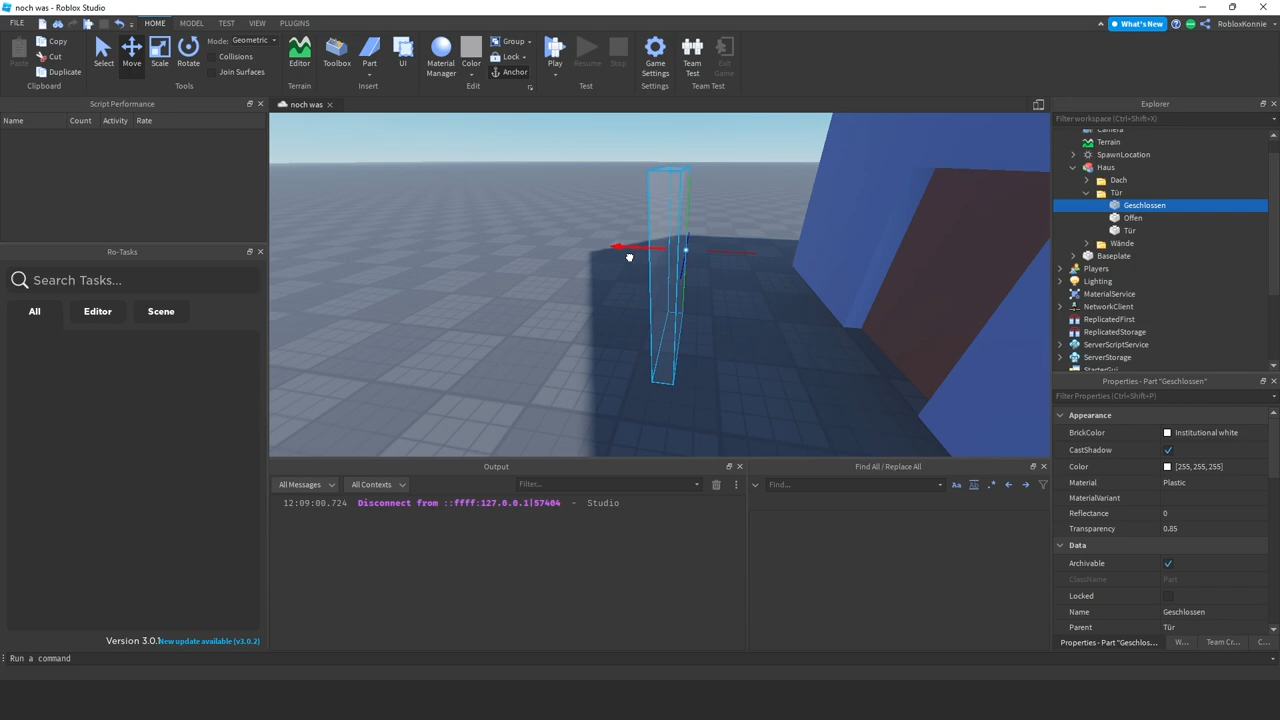 noch was - Roblox Studio
FILE HOME MODEL TEST VIEW PLUGINS What's New RobloxKonnie
Paste Copy Cut Duplicate Select Move Scale Rotate Mode: Geometric Collisions Join Surfaces Editor Toolbox Part UI Material Manager Color Group Lock Anchor Play Resume Stop Game Settings Team Test Exit Game
Clipboard Tools Terrain Insert Edit Test Settings Team Test
Script Performance
Name Count Activity Rate
noch was
Ro-Tasks
Search Tasks...
All Editor Scene
Version 3.0.1 New update available (v3.0.2)
Output
All Messages All Contexts Filter...
12:09:00.724 Disconnect from ::ffff:127.0.0.1|57404 - Studio
Find All / Replace All
Find... Aa Ab .*
Explorer
Filter workspace (Ctrl+Shift+X)
Camera
Terrain
SpawnLocation
Haus
Dach
Tür
Geschlossen
Offen
Tür
Wände
Baseplate
Players
Lighting
MaterialService
NetworkClient
ReplicatedFirst
ReplicatedStorage
ServerScriptService
ServerStorage
StarterGui
Properties - Part "Geschlossen"
Filter Properties (Ctrl+Shift+P)
Appearance
BrickColor Institutional white
CastShadow
Color [255, 255, 255]
Material Plastic
MaterialVariant
Reflectance 0
Transparency 0.85
Data
Archivable
ClassName Part
Locked
Name Geschlossen
Parent Tür
Properties - Part "Geschlos... W... Team Cr... C...
Run a command